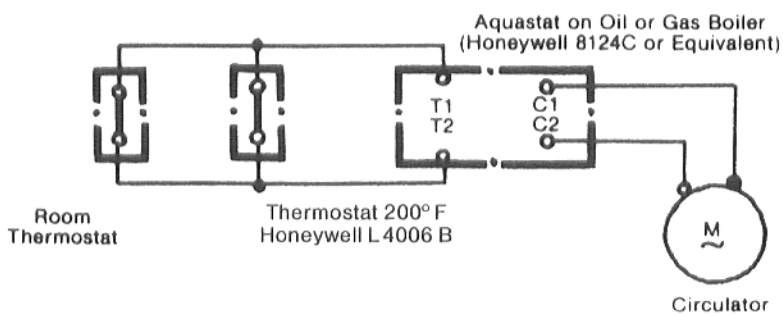 Aquastat on Oil or Gas Boiler
(Honeywell 8124C or Equivalent)
T1
T2
C1
C2
Room
Thermostat
Thermostat 200° F
Honeywell L 4006 B
M
~
Circulator